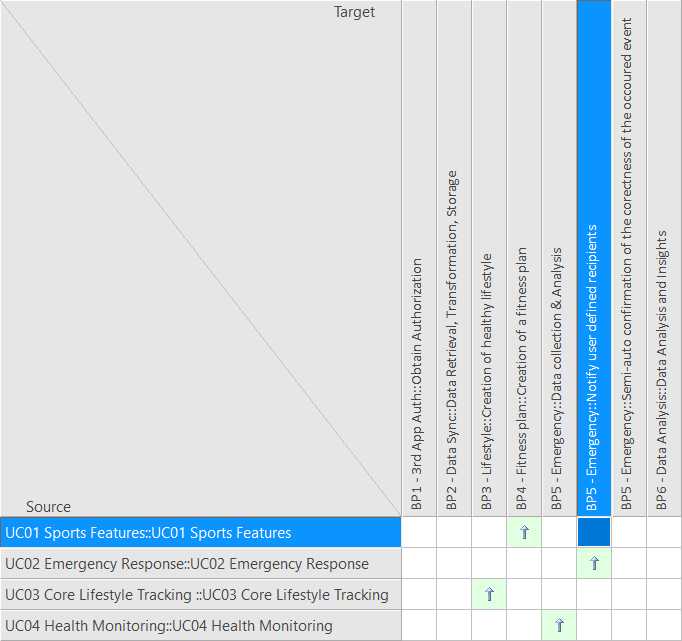 Target
BP1 - 3rd App Auth::Obtain Authorization
BP2 - Data Sync::Data Retrieval, Transformation, Storage
BP3 - Lifestyle::Creation of healthy lifestyle
BP4 - Fitness plan::Creation of a fitness plan
BP5 - Emergency::Data collection & Analysis
BP5 - Emergency::Notify user defined recipients
BP5 - Emergency::Semi-auto confirmation of the corectness of the occoured event
BP6 - Data Analysis::Data Analysis and Insights
Source
UC01 Sports Features::UC01 Sports Features
UC02 Emergency Response::UC02 Emergency Response
UC03 Core Lifestyle Tracking ::UC03 Core Lifestyle Tracking
UC04 Health Monitoring::UC04 Health Monitoring